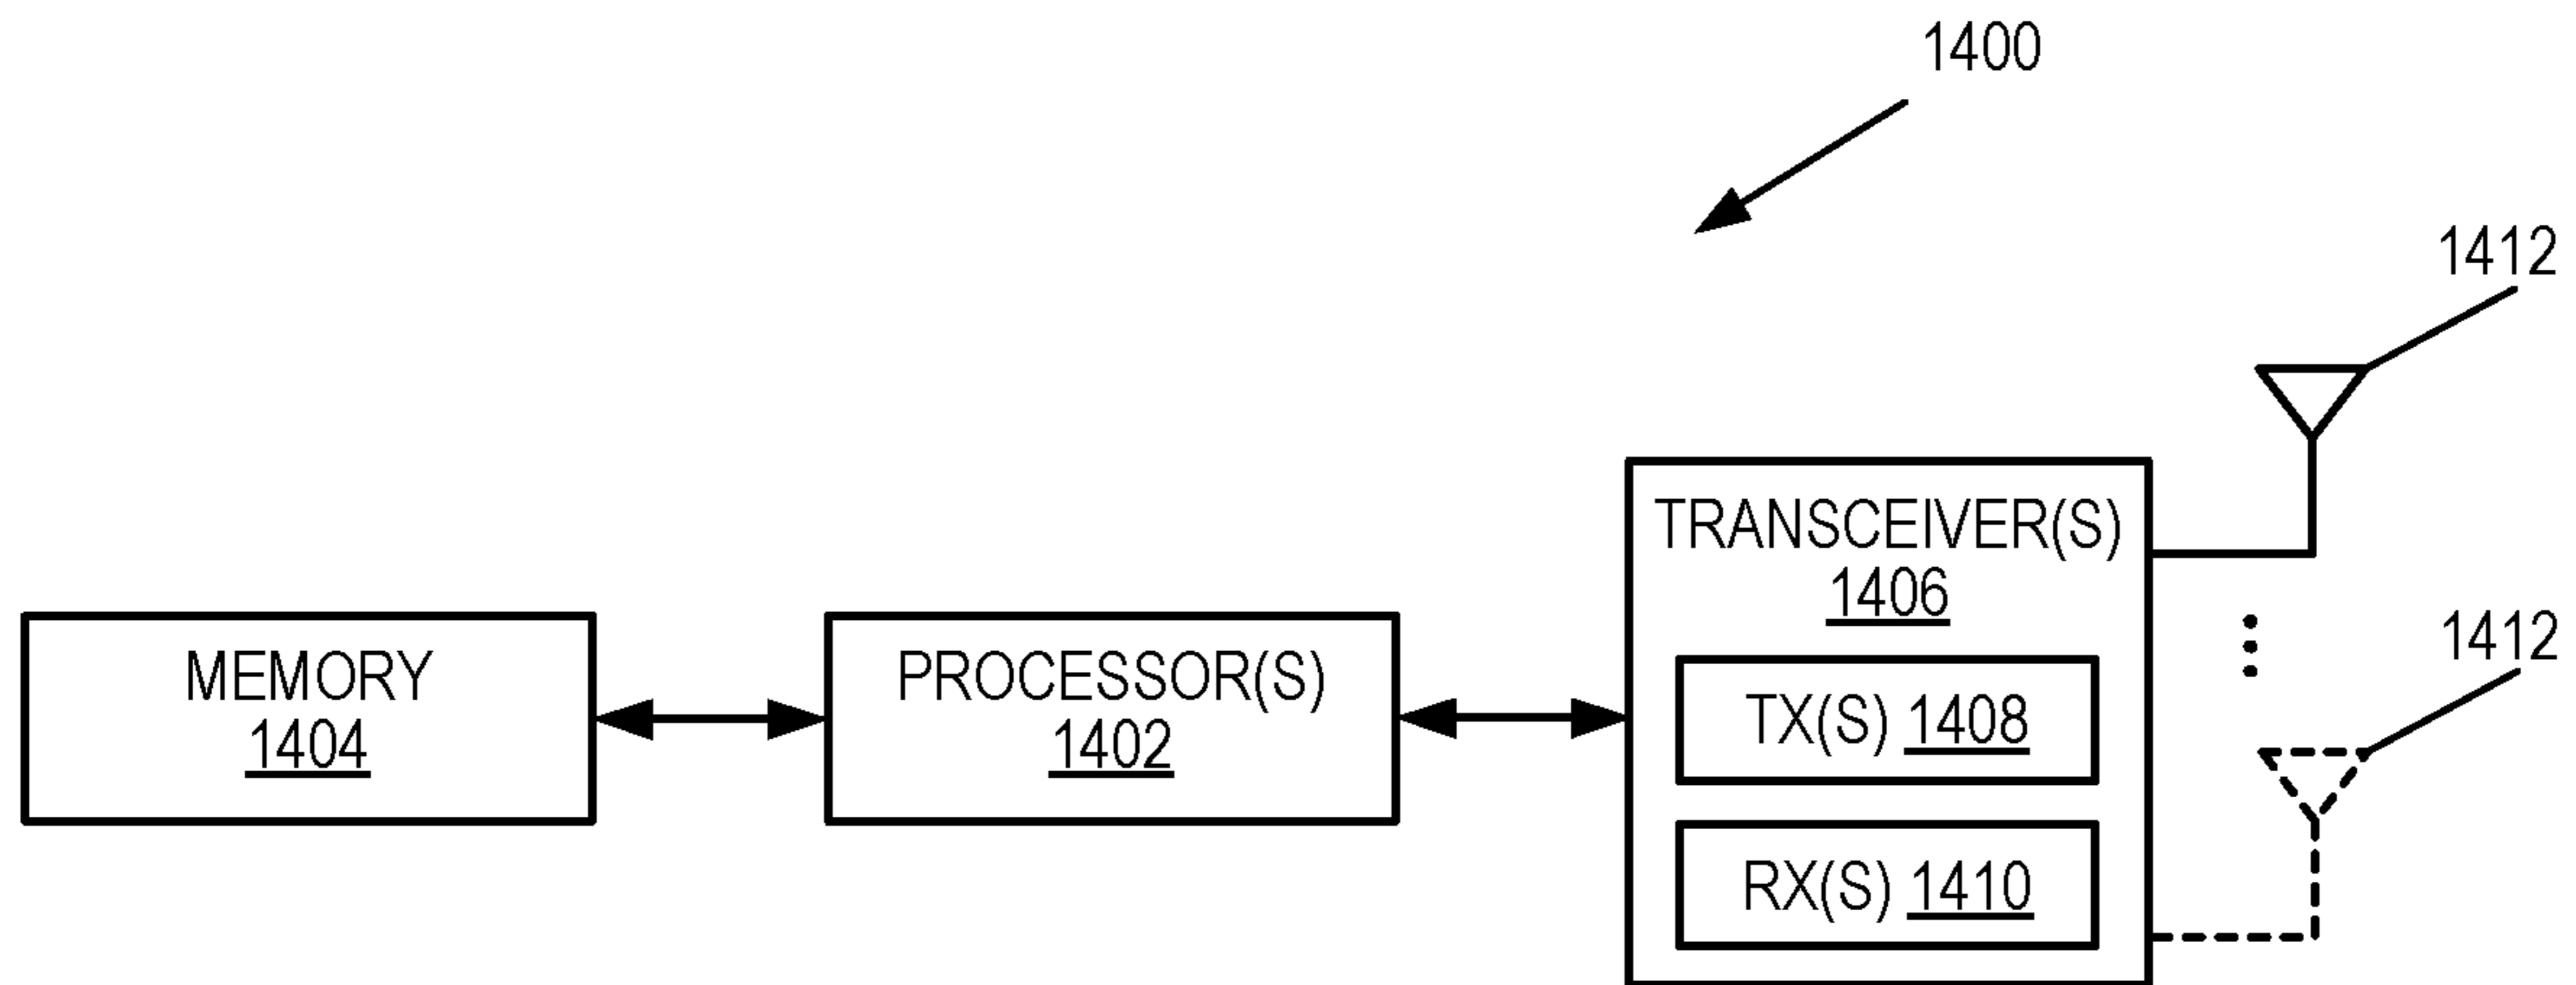 1400
1412
TRANSCEIVER(S)
1406
MEMORY
1404
PROCESSOR(S)
1402
1412
TX(S) 1408
RX(S) 1410